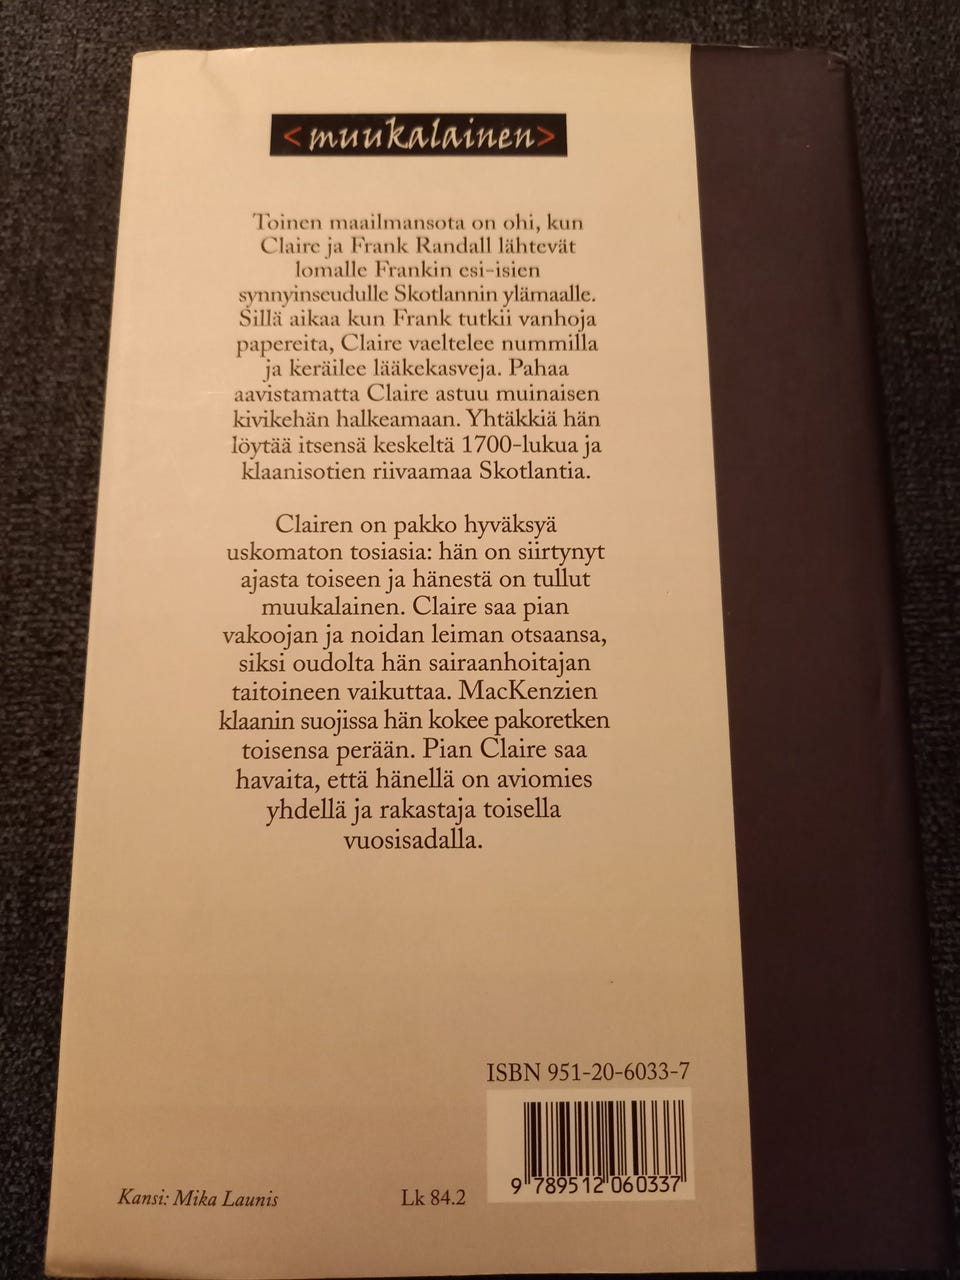 <muukalainen>
Toinen maailmansota on ohi, kun
Claire ja Frank Randall lähtevät
lomalle Frankin esi-isien
synnyinseudulle Skotlannin ylämaalle.
Sillä aikaa kun Frank tutkii vanhoja
papereita, Claire vaeltelee nummilla
ja keräilee lääkekasveja. Pahaa
aavistamatta Claire astuu muinaisen
kivikehän halkeamaan. Yhtäkkiä hän
löytää itsensä keskeltä 1700-lukua ja
klaanisotien riivaamaa Skotlantia.
Clairen on pakko hyväksyä
uskomaton tosiasia: hän on siirtynyt
ajasta toiseen ja hänestä on tullut
muukalainen. Claire saa pian
vakoojan ja noidan leiman otsaansa,
siksi oudolta hän sairaanhoitajan
taitoineen vaikuttaa. MacKenzien
klaanin suojissa hän kokee pakoretken
toisensa perään. Pian Claire saa
havaita, että hänellä on aviomies
yhdellä ja rakastaja toisella
vuosisadalla.
ISBN 951-20-6033-7
9 789512 060337
Kansi: Mika Launis
Lk 84.2